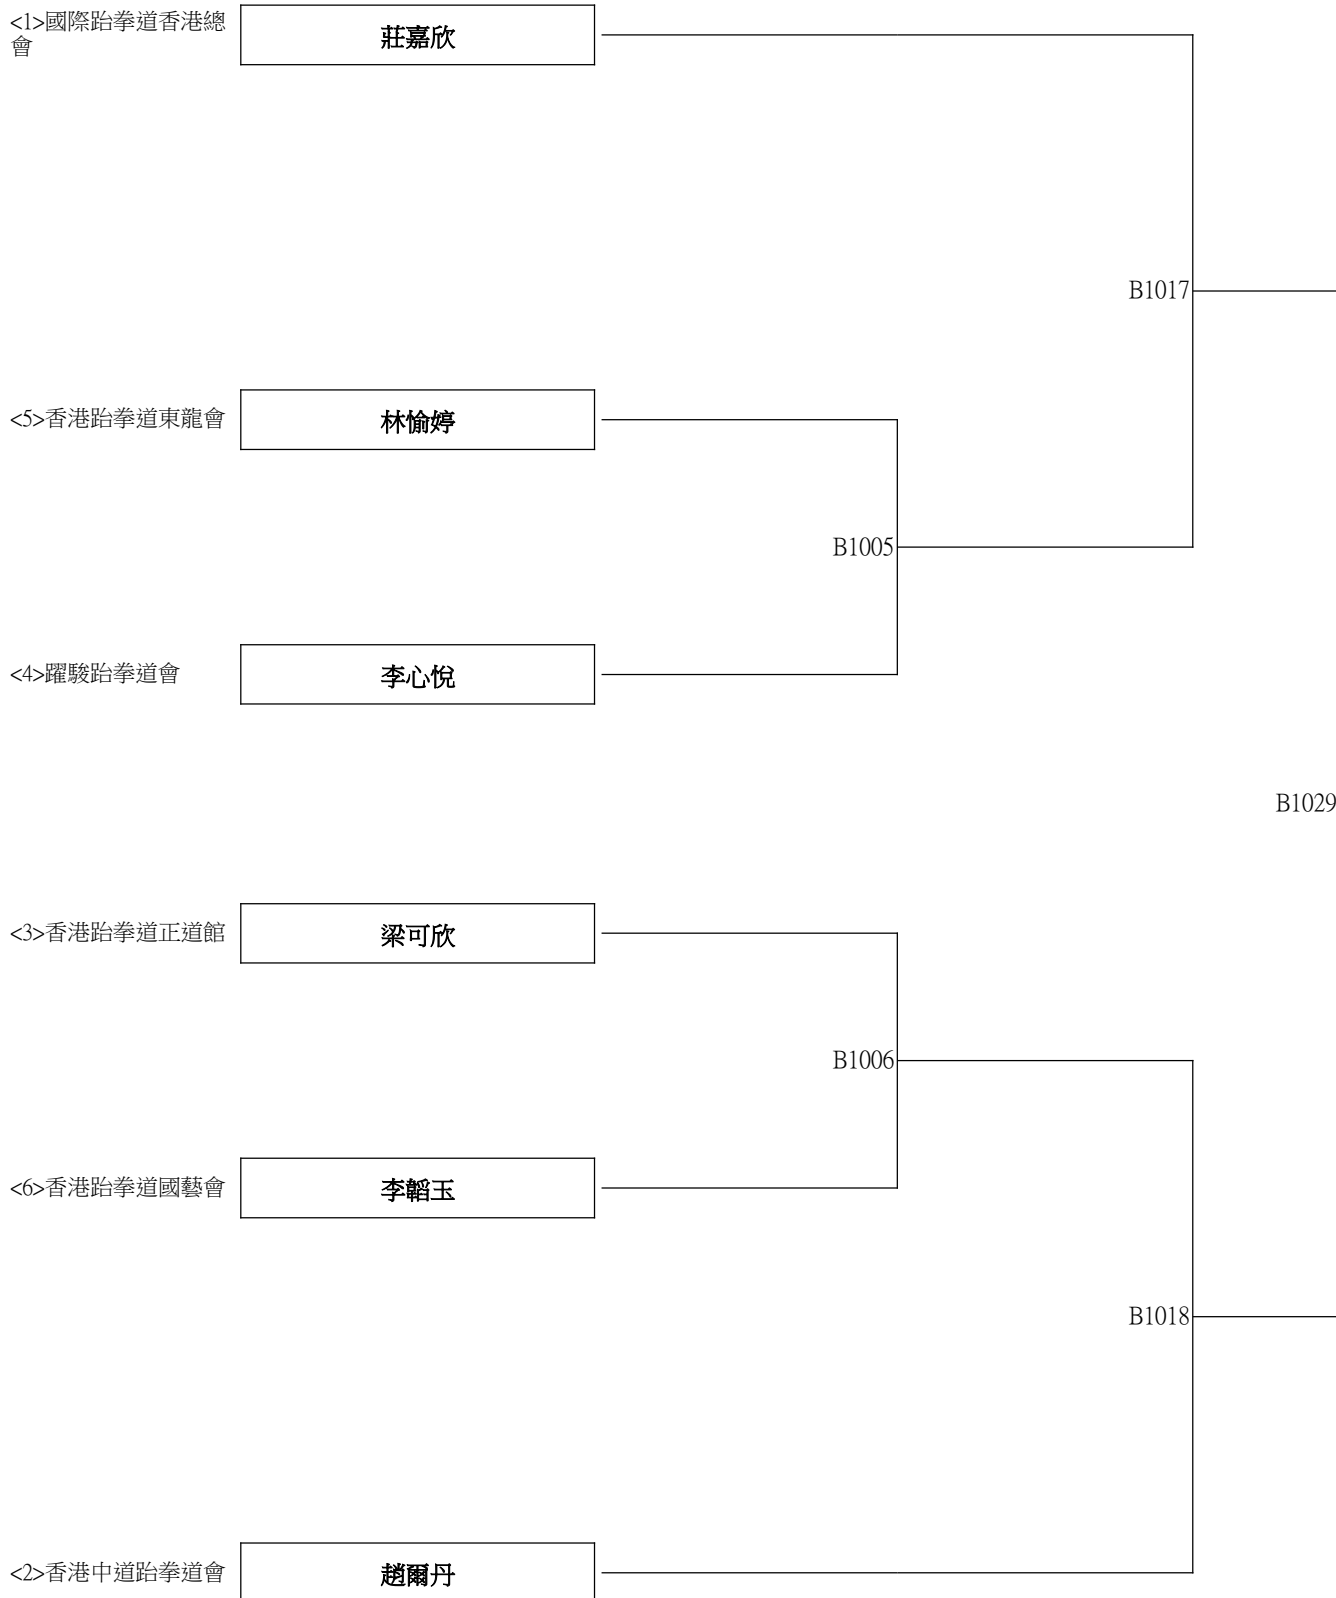 <1>國際跆拳道香港總
會
莊嘉欣
B1017
<5>香港跆拳道東龍會
林愉婷
B1005
<4>躍駿跆拳道會
李心悅
B1029
<3>香港跆拳道正道館
梁可欣
B1006
<6>香港跆拳道國藝會
李韜玉
B1018
<2>香港中道跆拳道會
趙爾丹